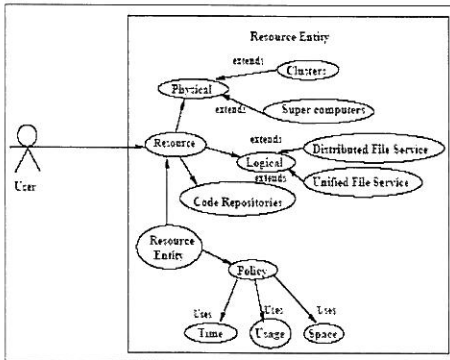 Resource Entity
extends
Clusters
Physical
extends
Super computers
Resource
extends
Distributed File Service
Logical
extends
Unified File Service
User
Code Repositories
Resource
Entity
Policy
Uses
Uses
Uses
Time
Usage
Space